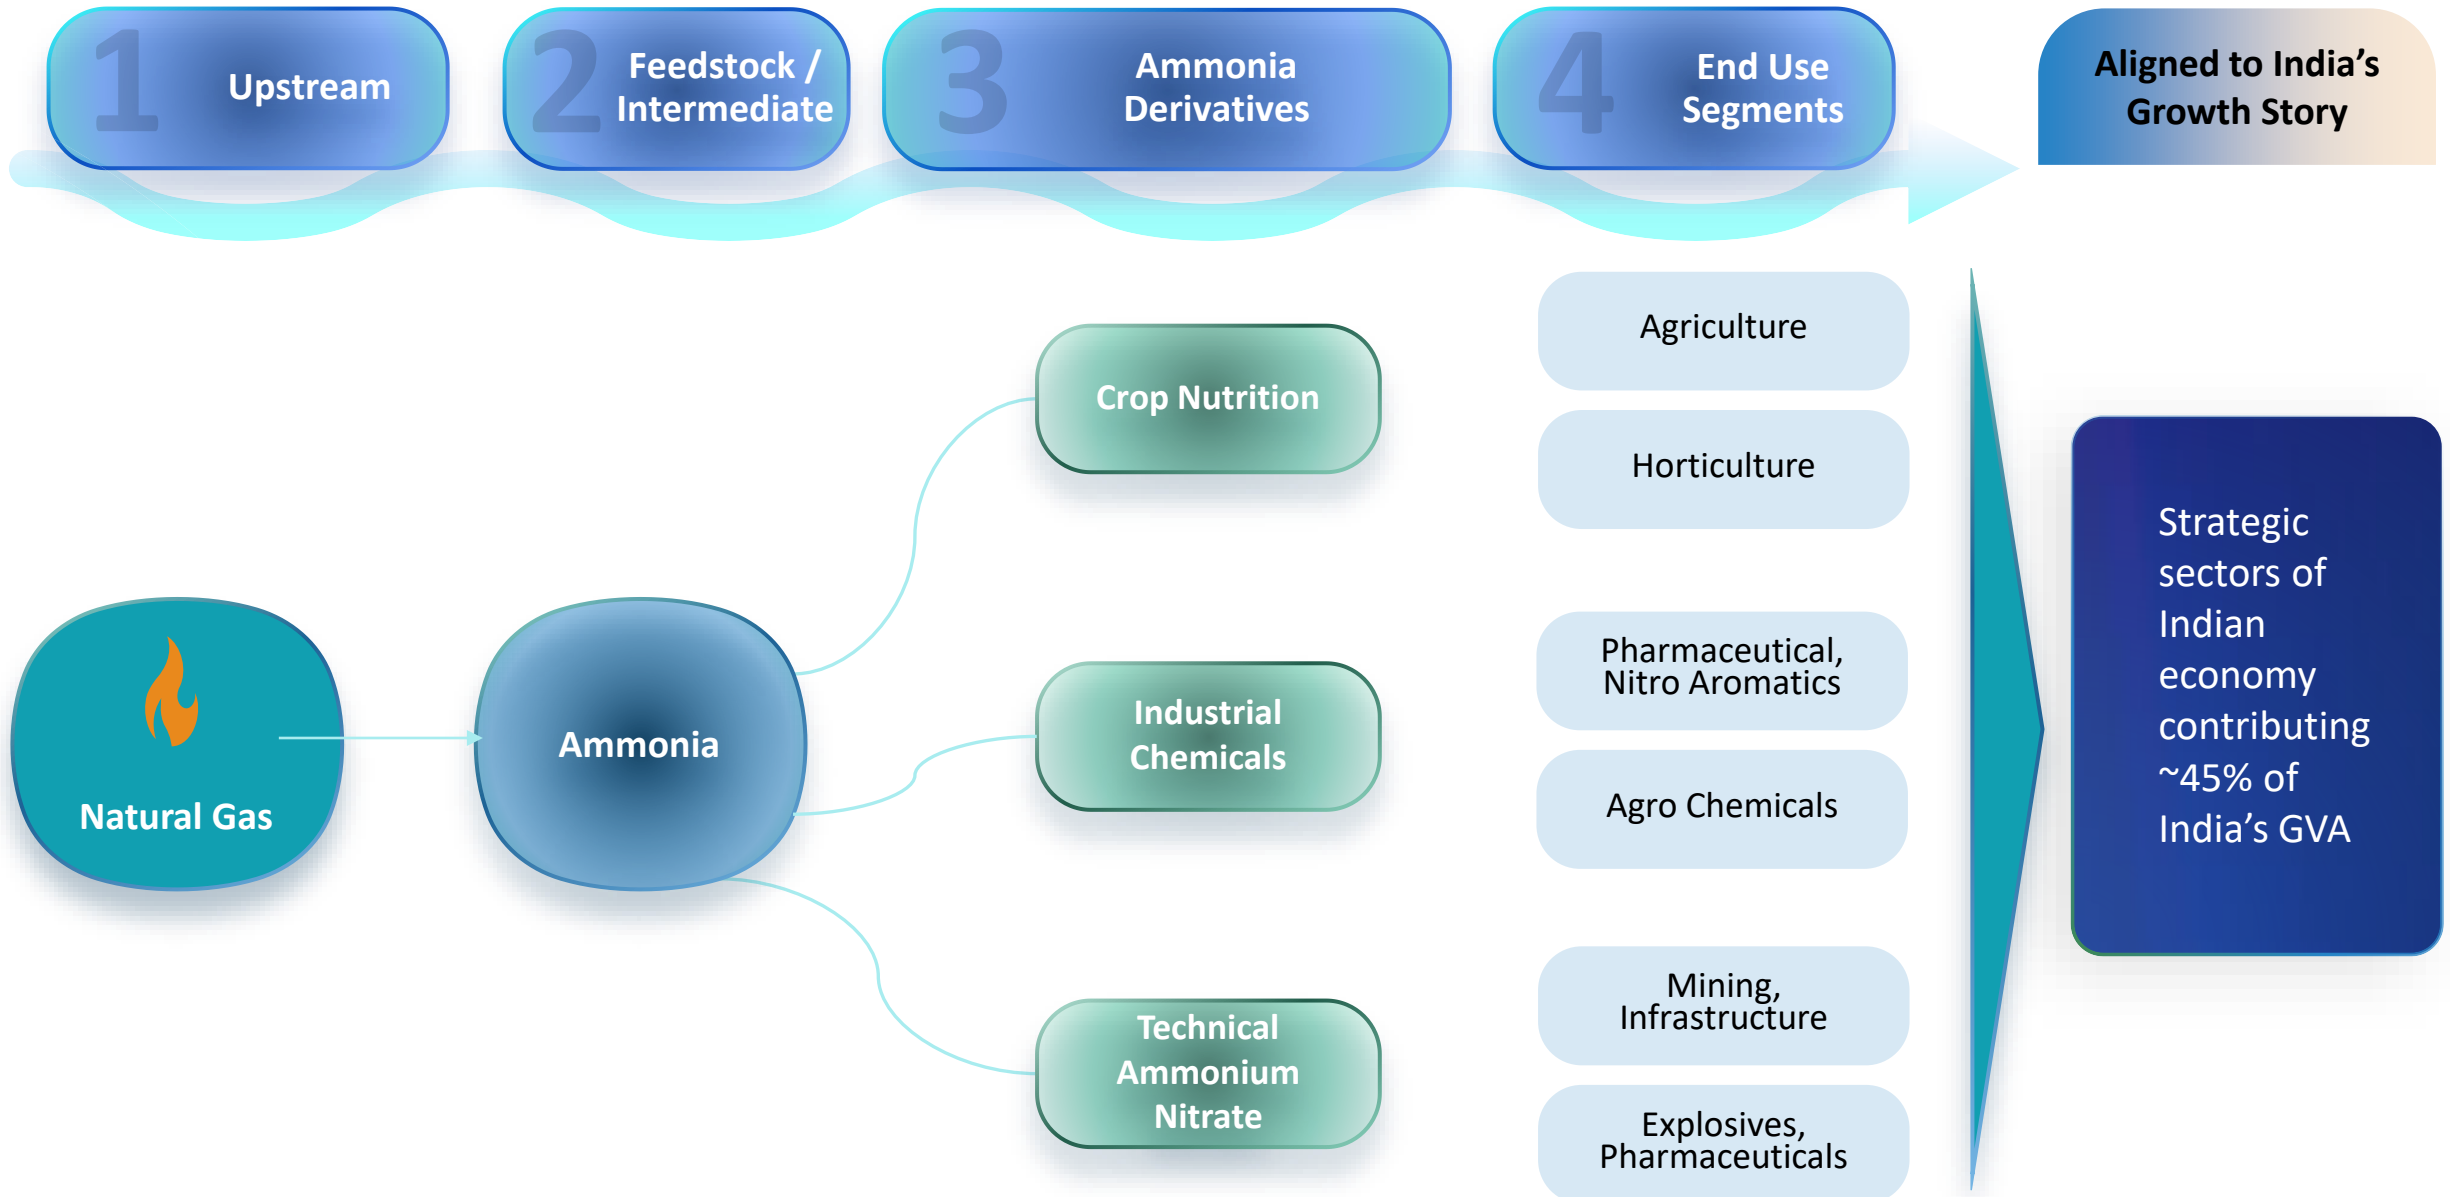 1
Upstream
2
Feedstock /
Intermediate
3
Ammonia
Derivatives
4
End Use
Segments
Aligned to India’s
Growth Story
Natural Gas
Ammonia
Crop Nutrition
Industrial
Chemicals
Technical
Ammonium
Nitrate
Agriculture
Horticulture
Pharmaceutical,
Nitro Aromatics
Agro Chemicals
Mining,
Infrastructure
Explosives,
Pharmaceuticals
Strategic
sectors of
Indian
economy
contributing
~45% of
India’s GVA